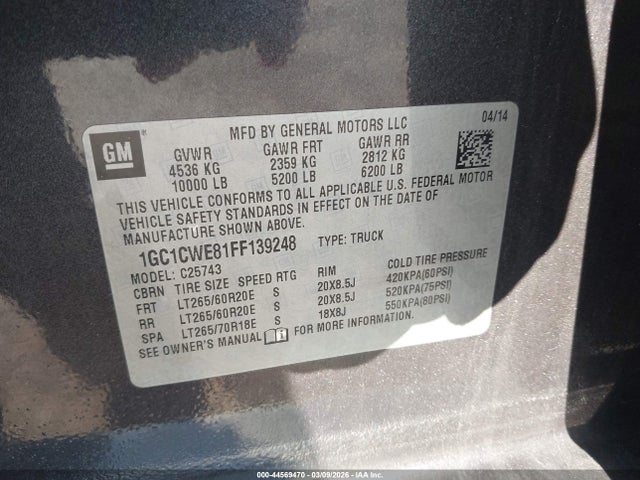 MFD BY GENERAL MOTORS LLC 04/14
GM
GVWR GAWR FRT GAWR RR
4536 KG 2359 KG 2812 KG
10000 LB 5200 LB 6200 LB
THIS VEHICLE CONFORMS TO ALL APPLICABLE U.S. FEDERAL MOTOR
VEHICLE SAFETY STANDARDS IN EFFECT ON THE DATE OF
MANUFACTURE SHOWN ABOVE.
1GC1CWE81FF139248 TYPE: TRUCK
MODEL: C25743
CBRN TIRE SIZE SPEED RTG RIM COLD TIRE PRESSURE
FRT LT265/60R20E S 20X8.5J 420KPA(60PSI)
RR LT265/60R20E S 20X8.5J 520KPA(75PSI)
SPA LT265/70R18E S 18X8J 550KPA(80PSI)
SEE OWNER'S MANUAL FOR MORE INFORMATION.
000-44569470 - 03/09/2026 - IAAI, Inc.